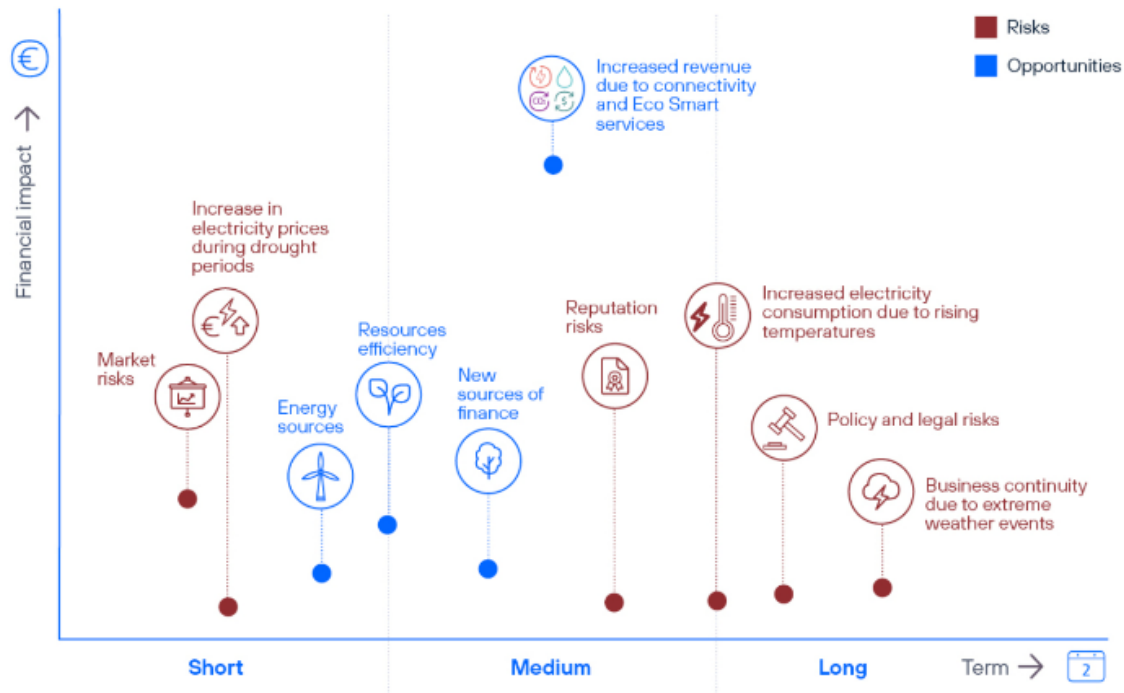 Risks
Opportunities
€
Financial impact
Increased revenue
due to connectivity
and Eco Smart
services
CO₂
$
Increase in
electricity prices
during drought
periods
€
Market
risks
Energy
sources
Resources
efficiency
New
sources of
finance
Reputation
risks
Increased electricity
consumption due to rising
temperatures
Policy and legal risks
Business continuity
due to extreme
weather events
Short
Medium
Long
Term
2